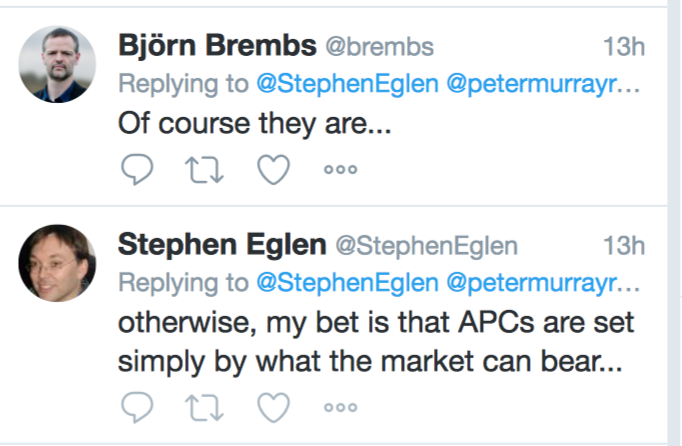 Björn Brembs @brembs 13h
Replying to @StephenEglen @petermurrayr...
Of course they are...
Stephen Eglen @StephenEglen 13h
Replying to @StephenEglen @petermurrayr...
otherwise, my bet is that APCs are set
simply by what the market can bear...